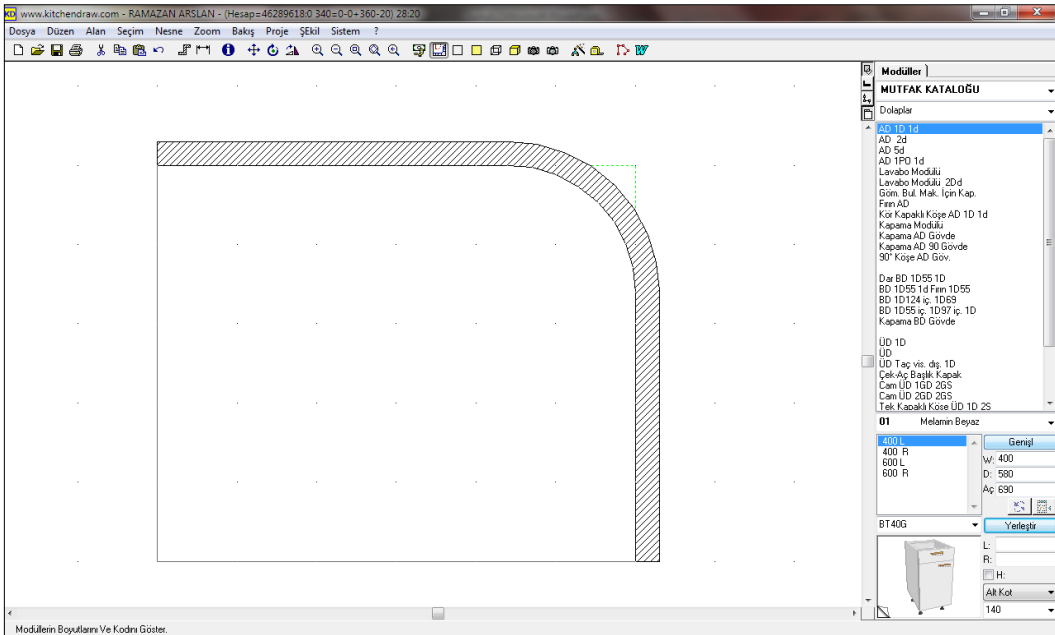 www.kitchendraw.com - RAMAZAN ARSLAN - (Hesap=46289618:0 340=0-0+360-20) 28:20
Dosya Düzen Alan Seçim Nesne Zoom Bakış Proje ŞEkil Sistem ?
Modüller
MUTFAK KATALOĞU
Dolaplar
AD 1D 1d
AD 2d
AD 5d
AD 1PO 1d
Lavabo Modülü
Lavabo Modülü 2Dd
Göm. Bul. Mak. İçin Kap.
Fırın AD
Kör Kapaklı Köşe AD 1D 1d
Kapama Modülü
Kapama AD Gövde
Kapama AD 90 Gövde
90° Köşe AD Göv.
Dar BD 1D55 1D
BD 1D55 1d Fırın 1D55
BD 1D124 iç. 1D69
BD 1D55 iç. 1D97 iç. 1D
Kapama BD Gövde
ÜD 1D
ÜD
ÜD Taç vis. dış. 1D
Çek-Aç Başlık Kapak
Cam ÜD 1GD 2GS
Cam ÜD 2GD 2GS
Tek Kapaklı Köşe ÜD 1D 2S
01 Melamin Beyaz
400 L
400 R
600 L
600 R
Genişl
W: 400
D: 580
Aç 690
BT40G
Yerleştir
L:
R:
H:
Alt Kot
140
Modüllerin Boyutlarını Ve Kodını Göster.